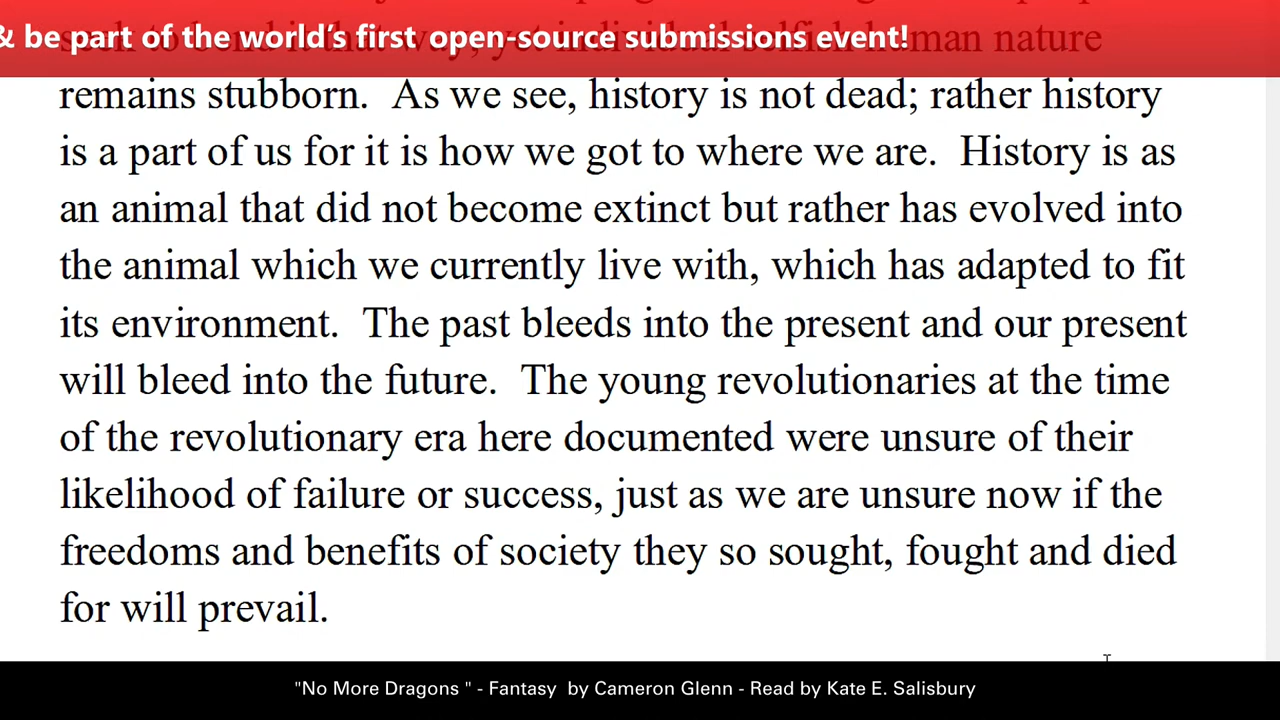 & be part of the world's first open-source submissions event!
human nature
remains stubborn.  As we see, history is not dead; rather history
is a part of us for it is how we got to where we are.  History is as
an animal that did not become extinct but rather has evolved into
the animal which we currently live with, which has adapted to fit
its environment.  The past bleeds into the present and our present
will bleed into the future.  The young revolutionaries at the time
of the revolutionary era here documented were unsure of their
likelihood of failure or success, just as we are unsure now if the
freedoms and benefits of society they so sought, fought and died
for will prevail.
"No More Dragons " - Fantasy  by Cameron Glenn - Read by Kate E. Salisbury